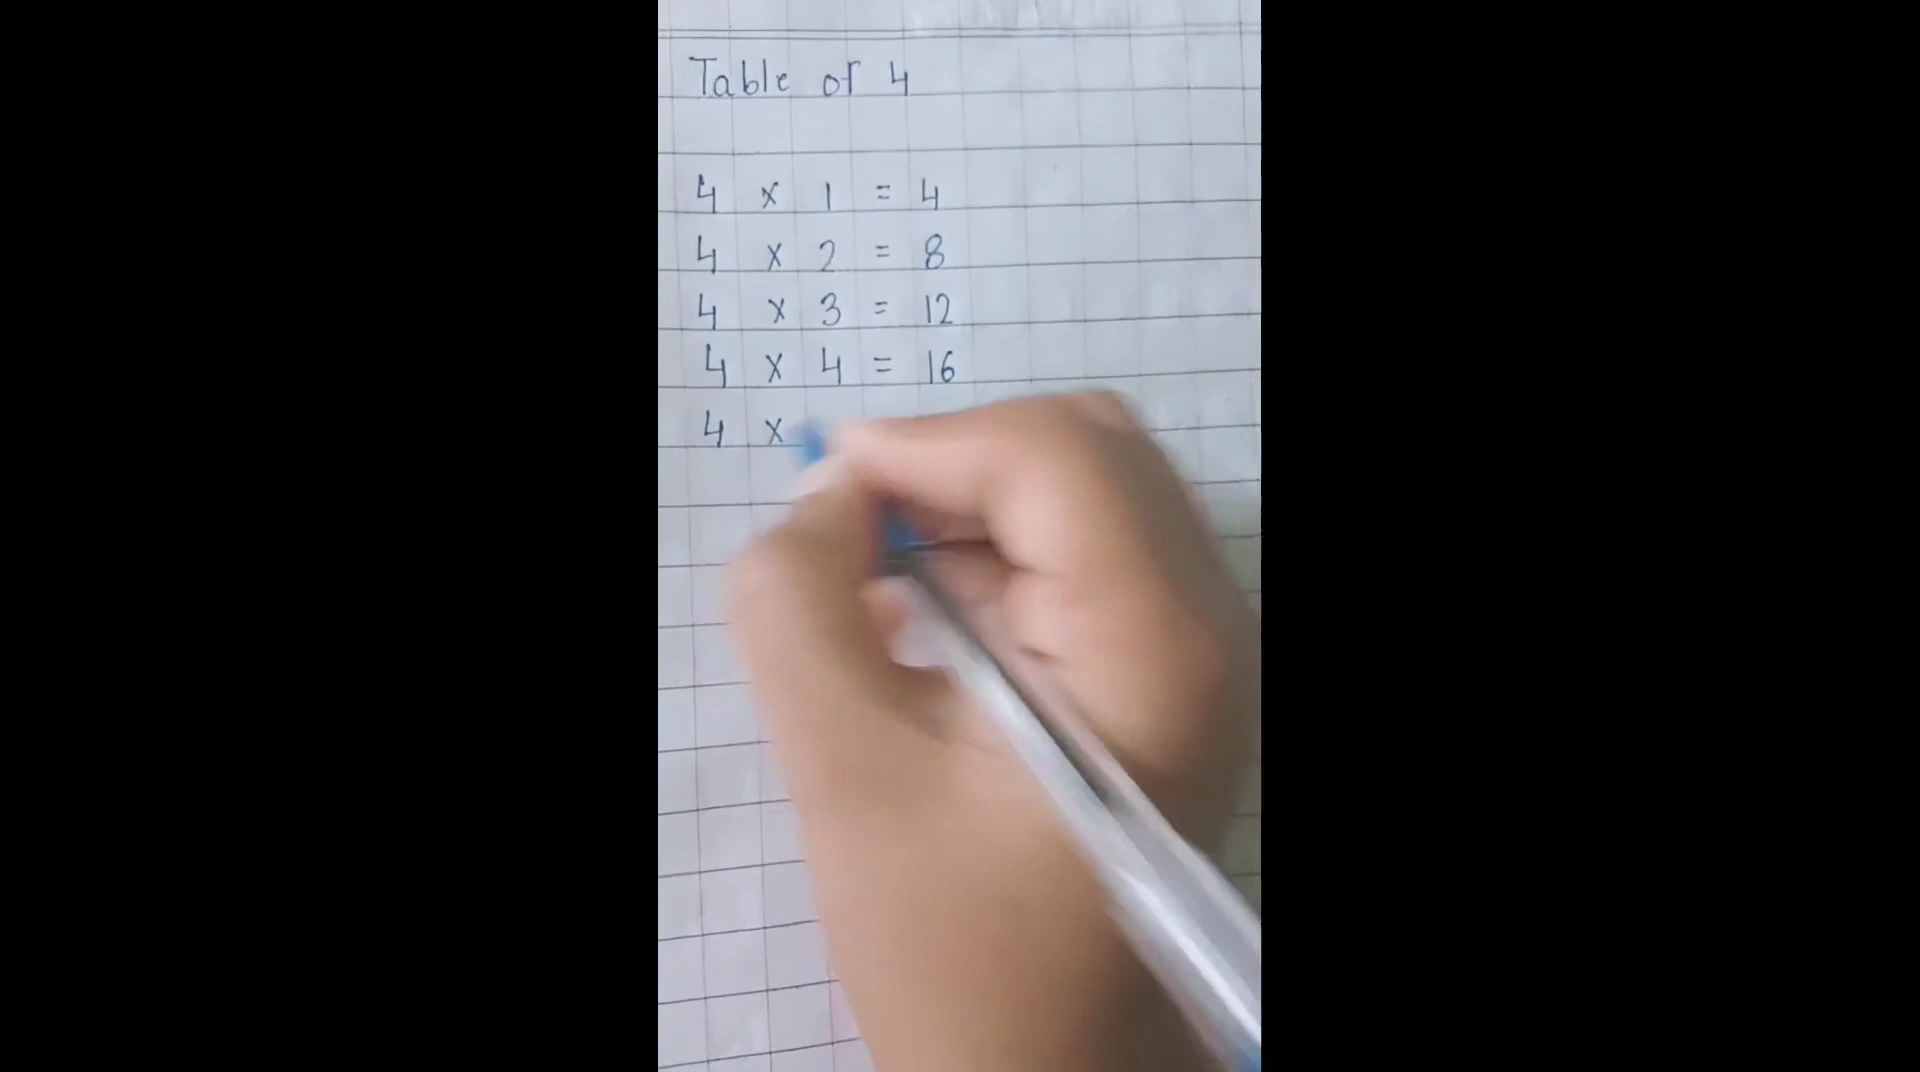 Table of 4
4 x 1 = 4
4 x 2 = 8
4 x 3 = 12
4 x 4 = 16
4 x